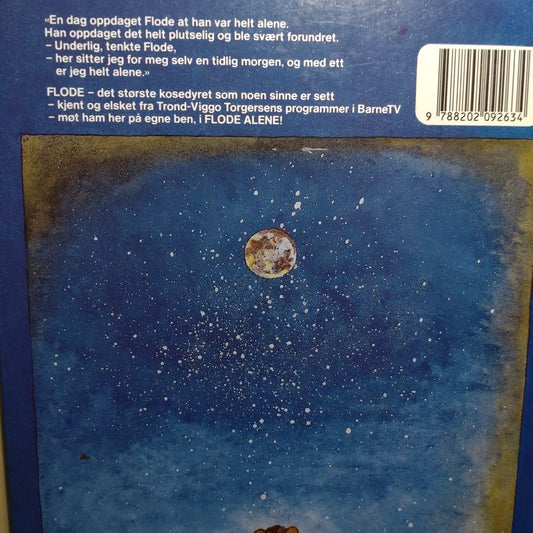 «En dag oppdaget Flode at han var helt alene.
Han oppdaget det helt plutselig og ble svært forundret.
– Underlig, tenkte Flode,
– her sitter jeg for meg selv en tidlig morgen, og med ett
er jeg helt alene.»
FLODE – det største kosedyret som noen sinne er sett
– kjent og elsket fra Trond-Viggo Torgersens programmer i BarneTV
– møt ham her på egne ben, i FLODE ALENE!
9 788202 092634